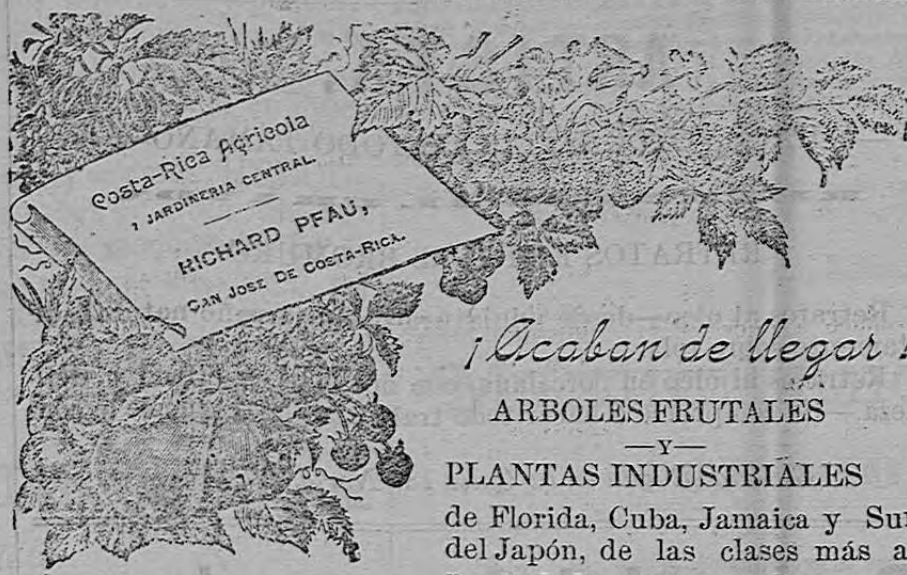 Costa-Rica Agricola
Y JARDINERIA CENTRAL.
RICHARD PFAU,
SAN JOSE DE COSTA-RICA.
¡Acaban de llegar!
ARBOLES FRUTALES
—Y—
PLANTAS INDUSTRIALES
de Florida, Cuba, Jamaica y
del Japón, de las clases más